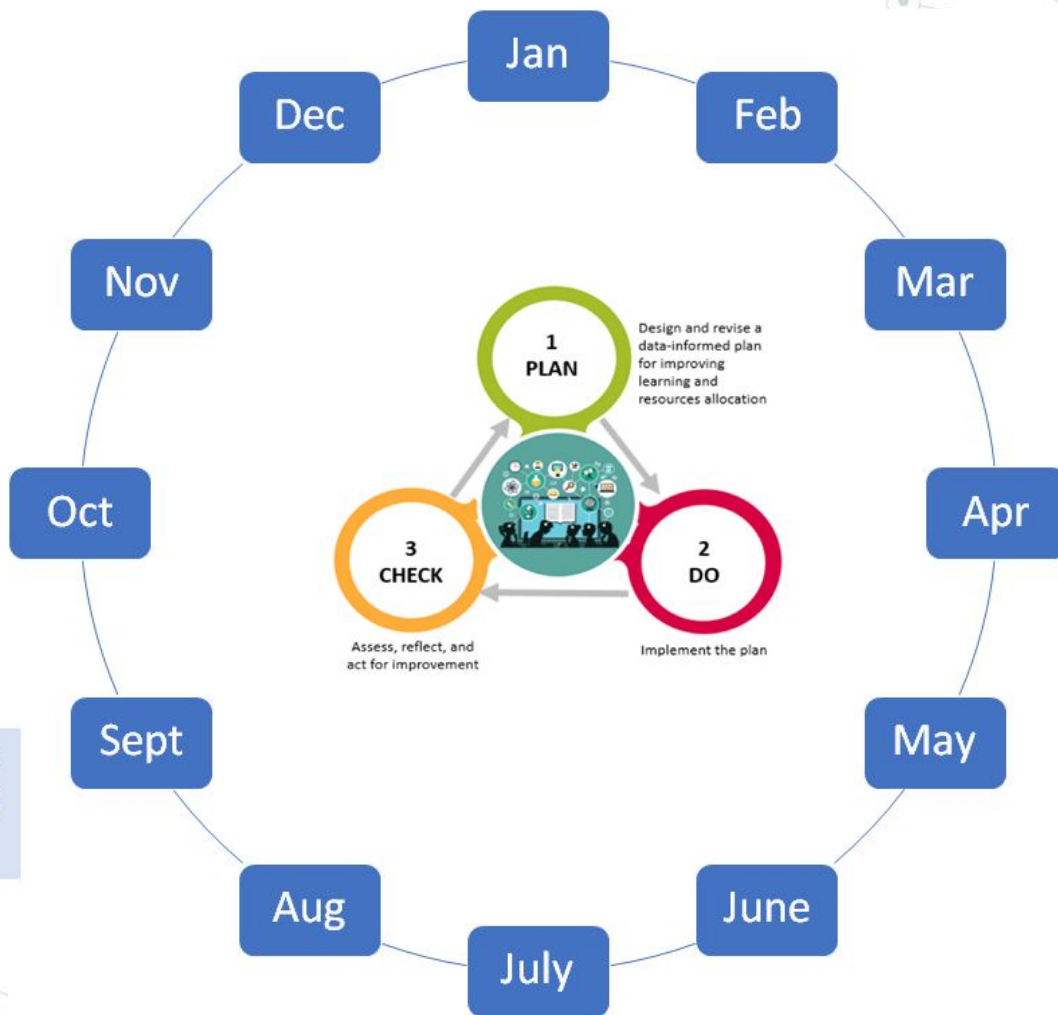 Jan
Feb
Mar
Apr
May
June
July
Aug
Sept
Oct
Nov
Dec
1
PLAN
Design and revise a
data-informed plan
for improving
learning and
resources allocation
2
DO
Implement the plan
3
CHECK
Assess, reflect, and
act for improvement